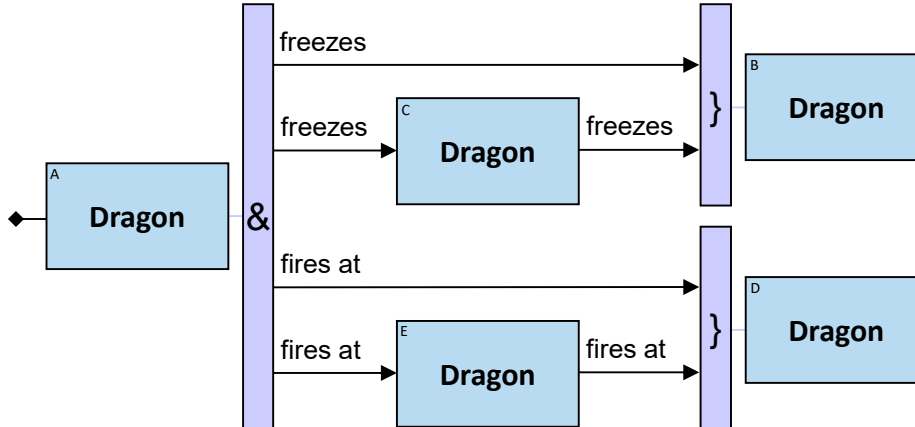 freezes
B
Dragon
}
freezes
C
Dragon
freezes
A
Dragon
&
fires at
D
Dragon
}
fires at
E
Dragon
fires at